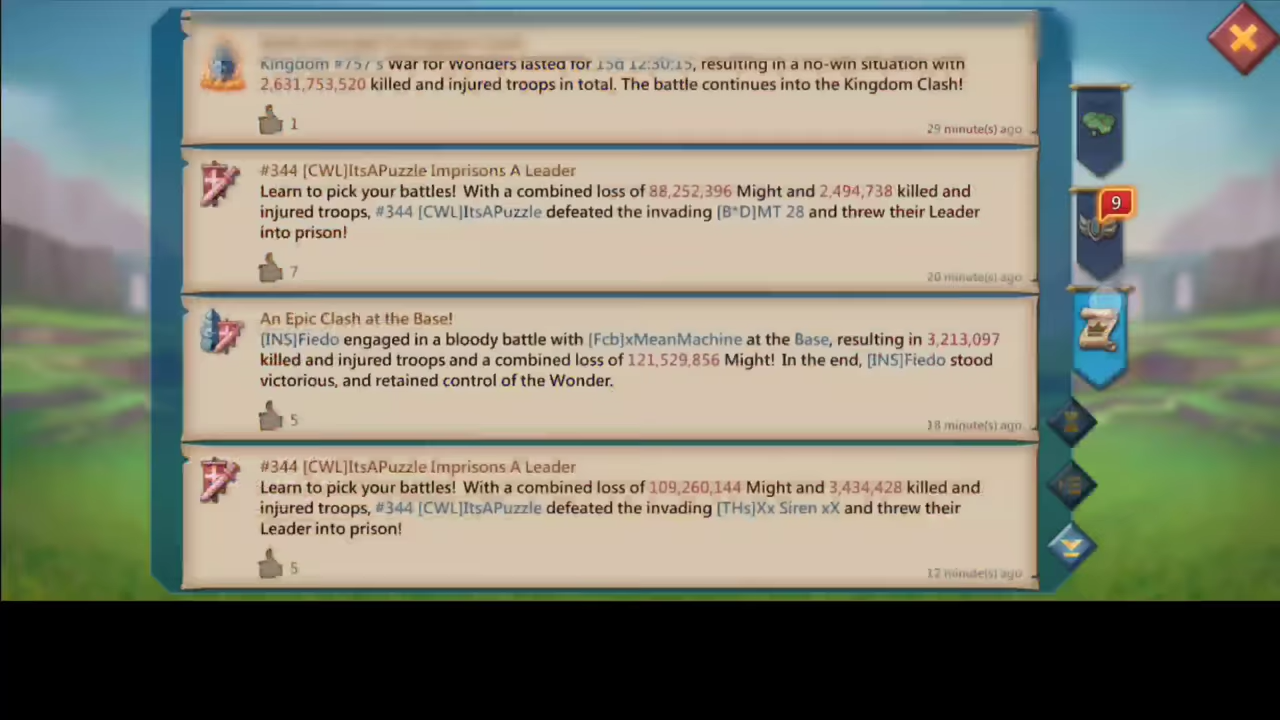 Kingdom #757's War for Wonders lasted for 15d 12:30:15, resulting in a no-win situation with
2,631,753,520 killed and injured troops in total. The battle continues into the Kingdom Clash!
1
29 minute(s) ago
#344 [CWL]ItsAPuzzle Imprisons A Leader
Learn to pick your battles! With a combined loss of 88,252,396 Might and 2,494,738 killed and
injured troops, #344 [CWL]ItsAPuzzle defeated the invading [B*D]MT 28 and threw their Leader
into prison!
7
20 minute(s) ago
9
An Epic Clash at the Base!
[INS]Fiedo engaged in a bloody battle with [Fcb]xMeanMachine at the Base, resulting in 3,213,097
killed and injured troops and a combined loss of 121,529,856 Might! In the end, [INS]Fiedo stood
victorious, and retained control of the Wonder.
5
18 minute(s) ago
#344 [CWL]ItsAPuzzle Imprisons A Leader
Learn to pick your battles! With a combined loss of 109,260,144 Might and 3,434,428 killed and
injured troops, #344 [CWL]ItsAPuzzle defeated the invading [THs]Xx Siren xX and threw their
Leader into prison!
5
12 minute(s) ago